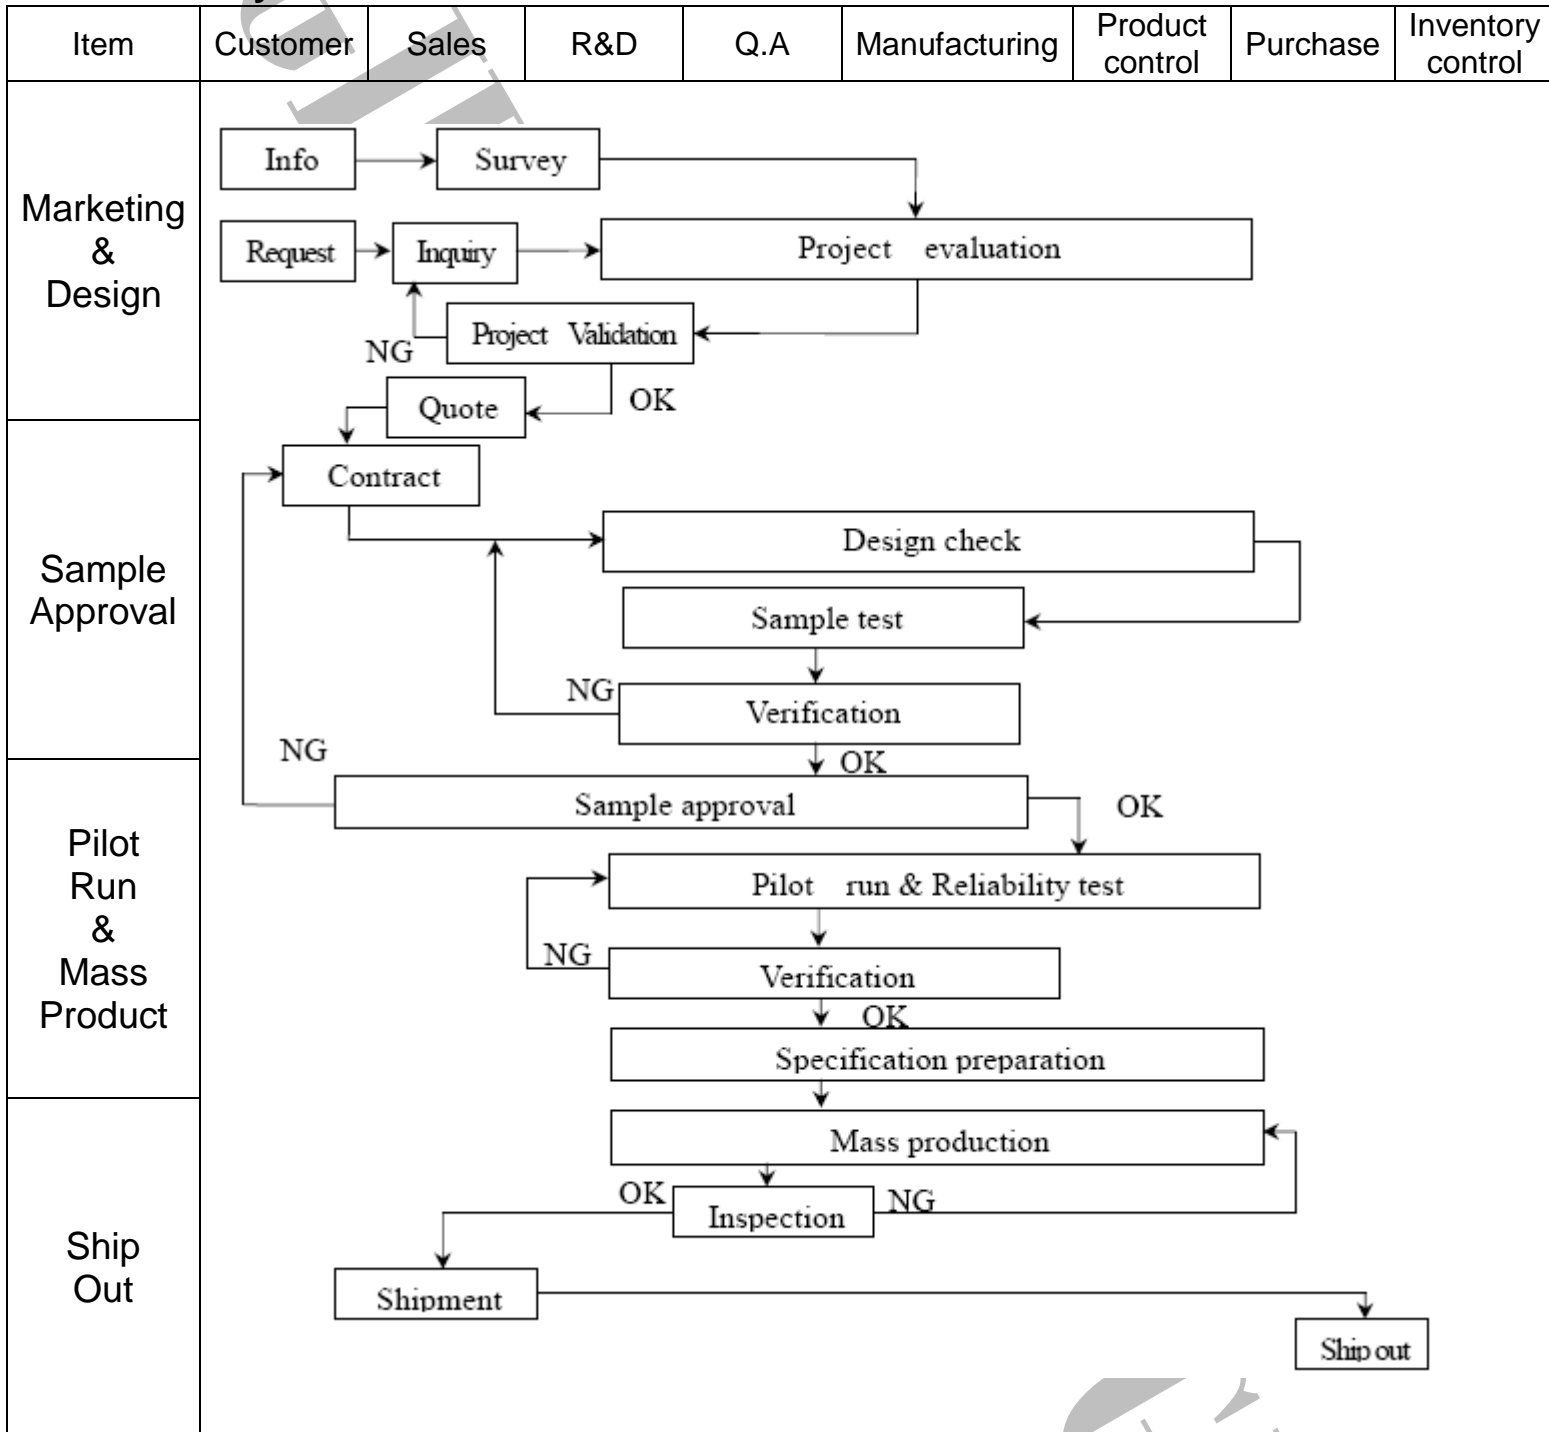 Item Customer Sales R&D Q.A Manufacturing Product control Purchase Inventory control
Marketing
&
Design
Info Survey
Request Inquiry Project evaluation
Project Validation
NG
Quote OK
Contract
Sample
Approval
Design check
Sample test
NG
Verification
NG
OK
Sample approval OK
Pilot
Run
&
Mass
Product
Pilot run & Reliability test
NG
Verification
OK
Specification preparation
Mass production
OK NG
Inspection
Ship
Out
Shipment
Ship out